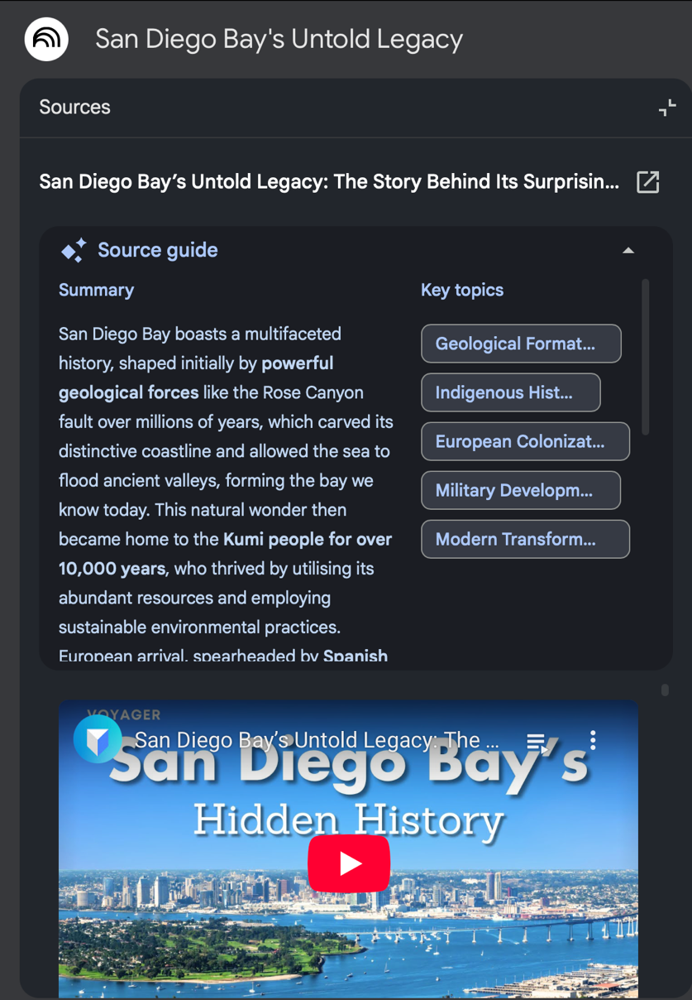 San Diego Bay's Untold Legacy
Sources
San Diego Bay’s Untold Legacy: The Story Behind Its Surprisin...
Source guide
Summary
San Diego Bay boasts a multifaceted
history, shaped initially by powerful
geological forces like the Rose Canyon
fault over millions of years, which carved its
distinctive coastline and allowed the sea to
flood ancient valleys, forming the bay we
know today. This natural wonder then
became home to the Kumi people for over
10,000 years, who thrived by utilising its
abundant resources and employing
sustainable environmental practices.
European arrival, spearheaded by Spanish
Key topics
Geological Format...
Indigenous Hist...
European Colonizat...
Military Developm...
Modern Transform...
VOYAGER
San Diego Bay’s Untold Legacy: The ...
San Diego Bay’s
Hidden History